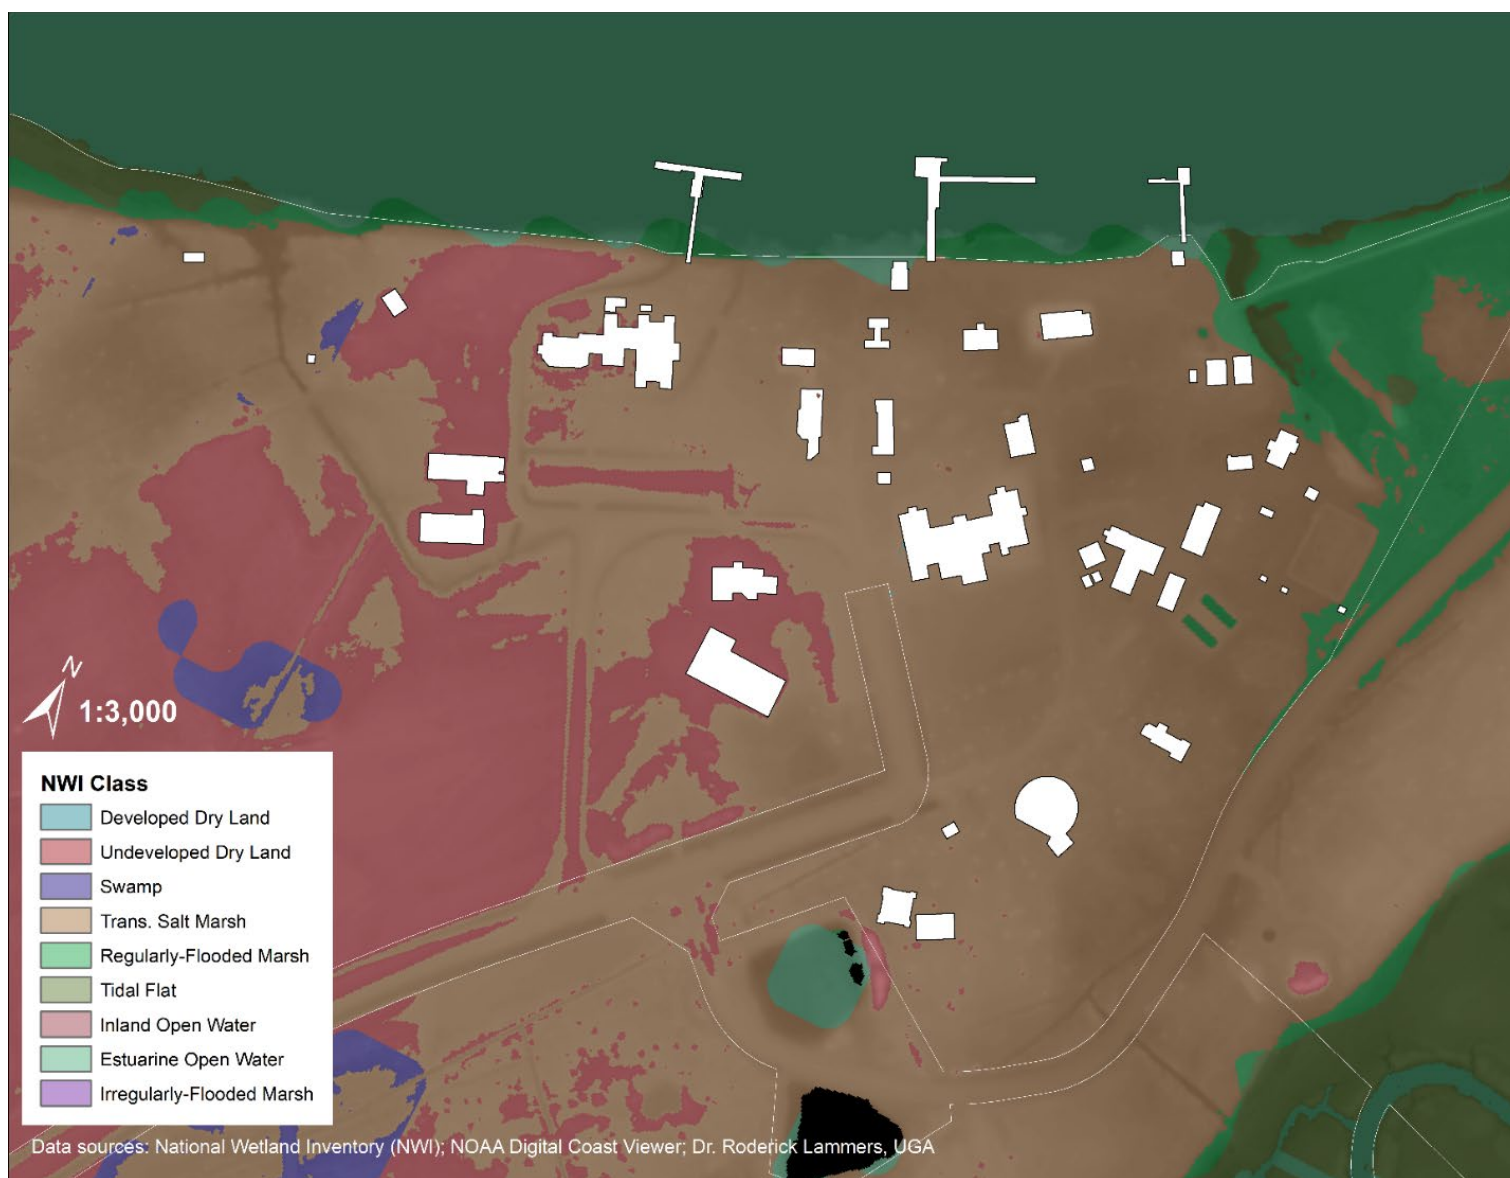 N
1:3,000
NWI Class
Developed Dry Land
Undeveloped Dry Land
Swamp
Trans. Salt Marsh
Regularly-Flooded Marsh
Tidal Flat
Inland Open Water
Estuarine Open Water
Irregularly-Flooded Marsh
Data sources: National Wetland Inventory (NWI); NOAA Digital Coast Viewer; Dr. Roderick Lammers, UGA